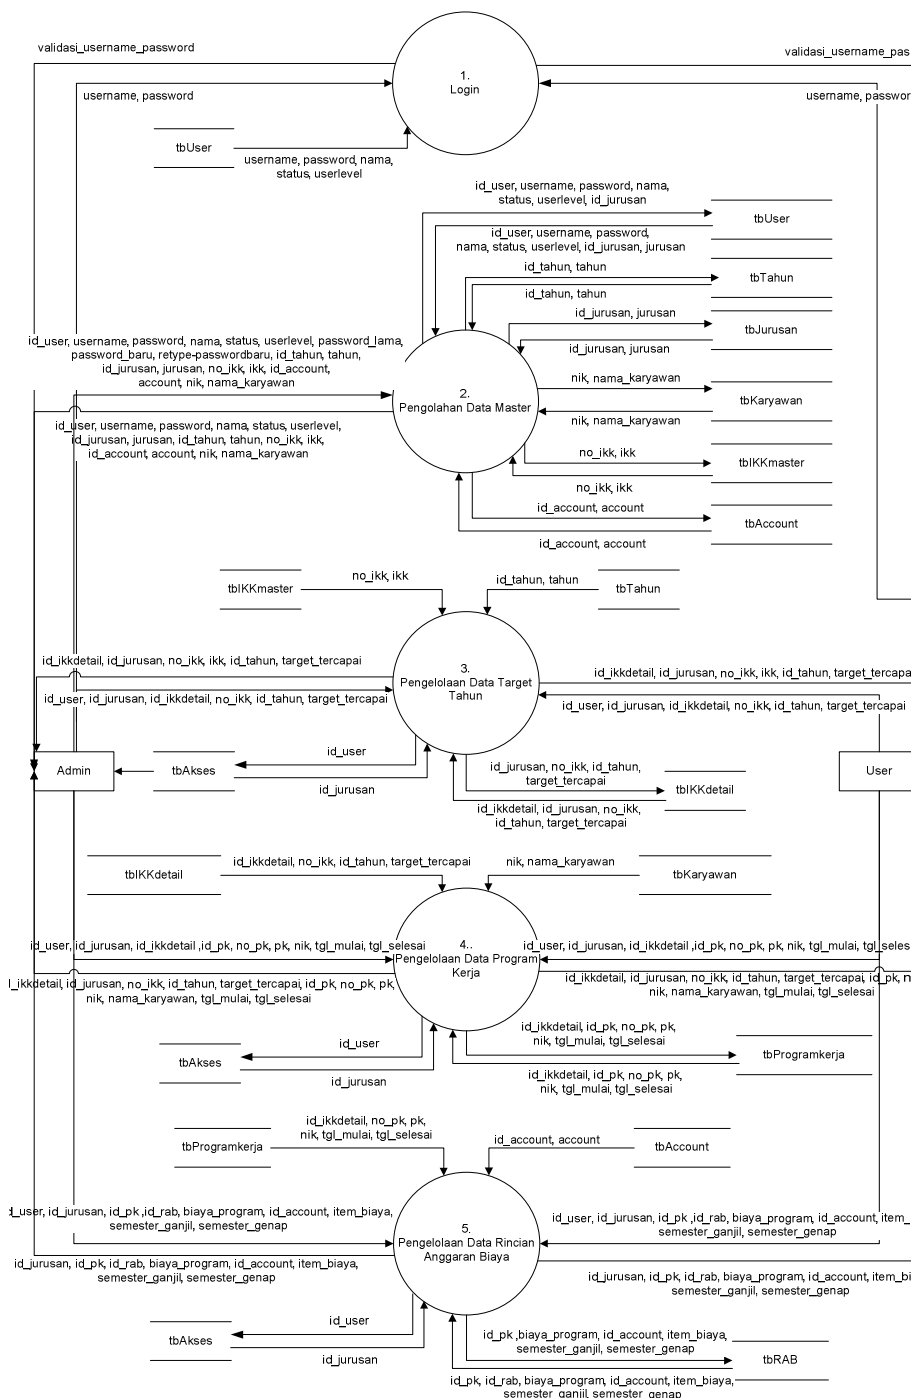 validasi_username_password
validasi_username_pas
1.
Login
username, password
username, passwor
tbUser
username, password, nama,
status, userlevel
id_user, username, password, nama,
status, userlevel, id_jurusan
tbUser
id_user, username, password,
nama, status, userlevel, id_jurusan, jurusan
id_tahun, tahun
tbTahun
id_tahun, tahun
id_jurusan, jurusan
tbJurusan
id_jurusan, jurusan
id_user, username, password, nama, status, userlevel, password_lama,
password_baru, retype-passwordbaru, id_tahun, tahun,
id_jurusan, jurusan, no_ikk, ikk, id_account,
account, nik, nama_karyawan
2.
Pengolahan Data Master
nik, nama_karyawan
tbKaryawan
nik, nama_karyawan
id_user, username, password, nama, status, userlevel,
id_jurusan, jurusan, id_tahun, tahun, no_ikk, ikk,
id_account, account, nik, nama_karyawan
no_ikk, ikk
tbIKKmaster
no_ikk, ikk
id_account, account
tbAccount
id_account, account
tbIKKmaster
no_ikk, ikk
id_tahun, tahun
tbTahun
id_ikkdetail, id_jurusan, no_ikk, ikk, id_tahun, target_tercapai
3.
Pengelolaan Data Target
Tahun
id_ikkdetail, id_jurusan, no_ikk, ikk, id_tahun, target_tercapa
id_user, id_jurusan, id_ikkdetail, no_ikk, id_tahun, target_tercapai
id_user, id_jurusan, id_ikkdetail, no_ikk, id_tahun, target_tercapai
Admin
tbAkses
id_user
id_jurusan
id_jurusan, no_ikk, id_tahun,
target_tercapai
tbIKKdetail
id_ikkdetail, id_jurusan, no_ikk,
id_tahun, target_tercapai
User
tbIKKdetail
id_ikkdetail, no_ikk, id_tahun, target_tercapai
nik, nama_karyawan
tbKaryawan
id_user, id_jurusan, id_ikkdetail ,id_pk, no_pk, pk, nik, tgl_mulai, tgl_selesai
4..
Pengelolaan Data Program
Kerja
id_user, id_jurusan, id_ikkdetail ,id_pk, no_pk, pk, nik, tgl_mulai, tgl_seles
l_ikkdetail, id_jurusan, no_ikk, id_tahun, target_tercapai, id_pk, no_pk, pk,
nik, nama_karyawan, tgl_mulai, tgl_selesai
id_ikkdetail, id_jurusan, no_ikk, id_tahun, target_tercapai, id_pk, n
nik, nama_karyawan, tgl_mulai, tgl_selesai
id_user
tbAkses
id_jurusan
id_ikkdetail, id_pk, no_pk, pk,
nik, tgl_mulai, tgl_selesai
tbProgramkerja
id_ikkdetail, id_pk, no_pk, pk,
nik, tgl_mulai, tgl_selesai
tbProgramkerja
id_ikkdetail, no_pk, pk,
nik, tgl_mulai, tgl_selesai
id_account, account
tbAccount
_user, id_jurusan, id_pk ,id_rab, biaya_program, id_account, item_biaya,
semester_ganjil, semester_genap
5.
Pengelolaan Data Rincian
Anggaran Biaya
id_user, id_jurusan, id_pk ,id_rab, biaya_program, id_account, item_
semester_ganjil, semester_genap
id_jurusan, id_pk, id_rab, biaya_program, id_account, item_biaya,
semester_ganjil, semester_genap
id_jurusan, id_pk, id_rab, biaya_program, id_account, item_bi
semester_ganjil, semester_genap
id_user
tbAkses
id_jurusan
id_pk ,biaya_program, id_account, item_biaya,
semester_ganjil, semester_genap
tbRAB
id_pk, id_rab, biaya_program, id_account, item_biaya,
semester_ganjil, semester_genap